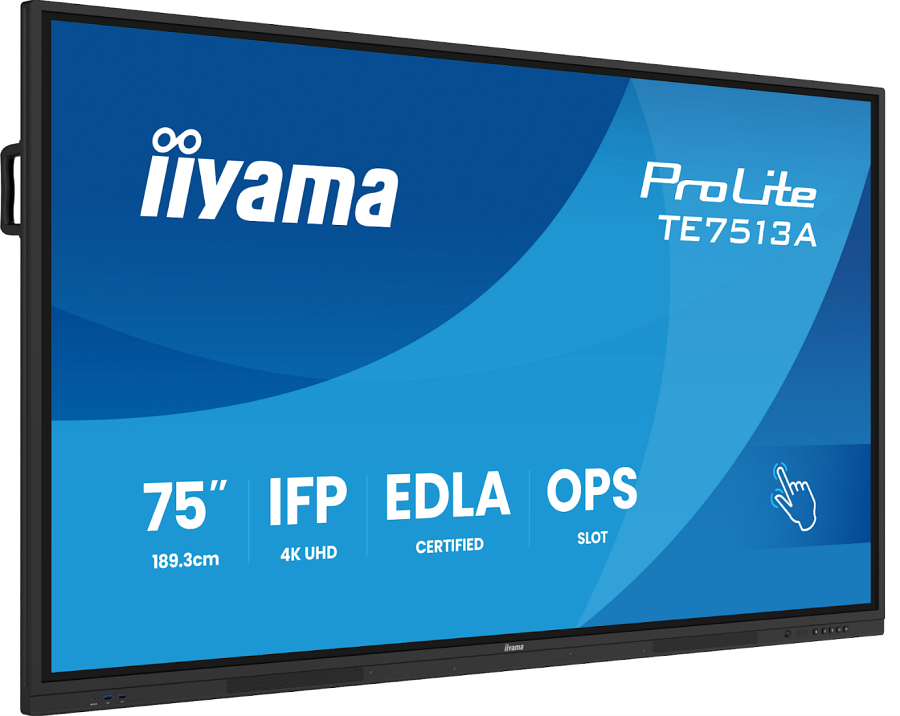 iiyama
ProLite
TE7513A
75″
189.3cm
IFP
4K UHD
EDLA
CERTIFIED
OPS
SLOT
iiyama